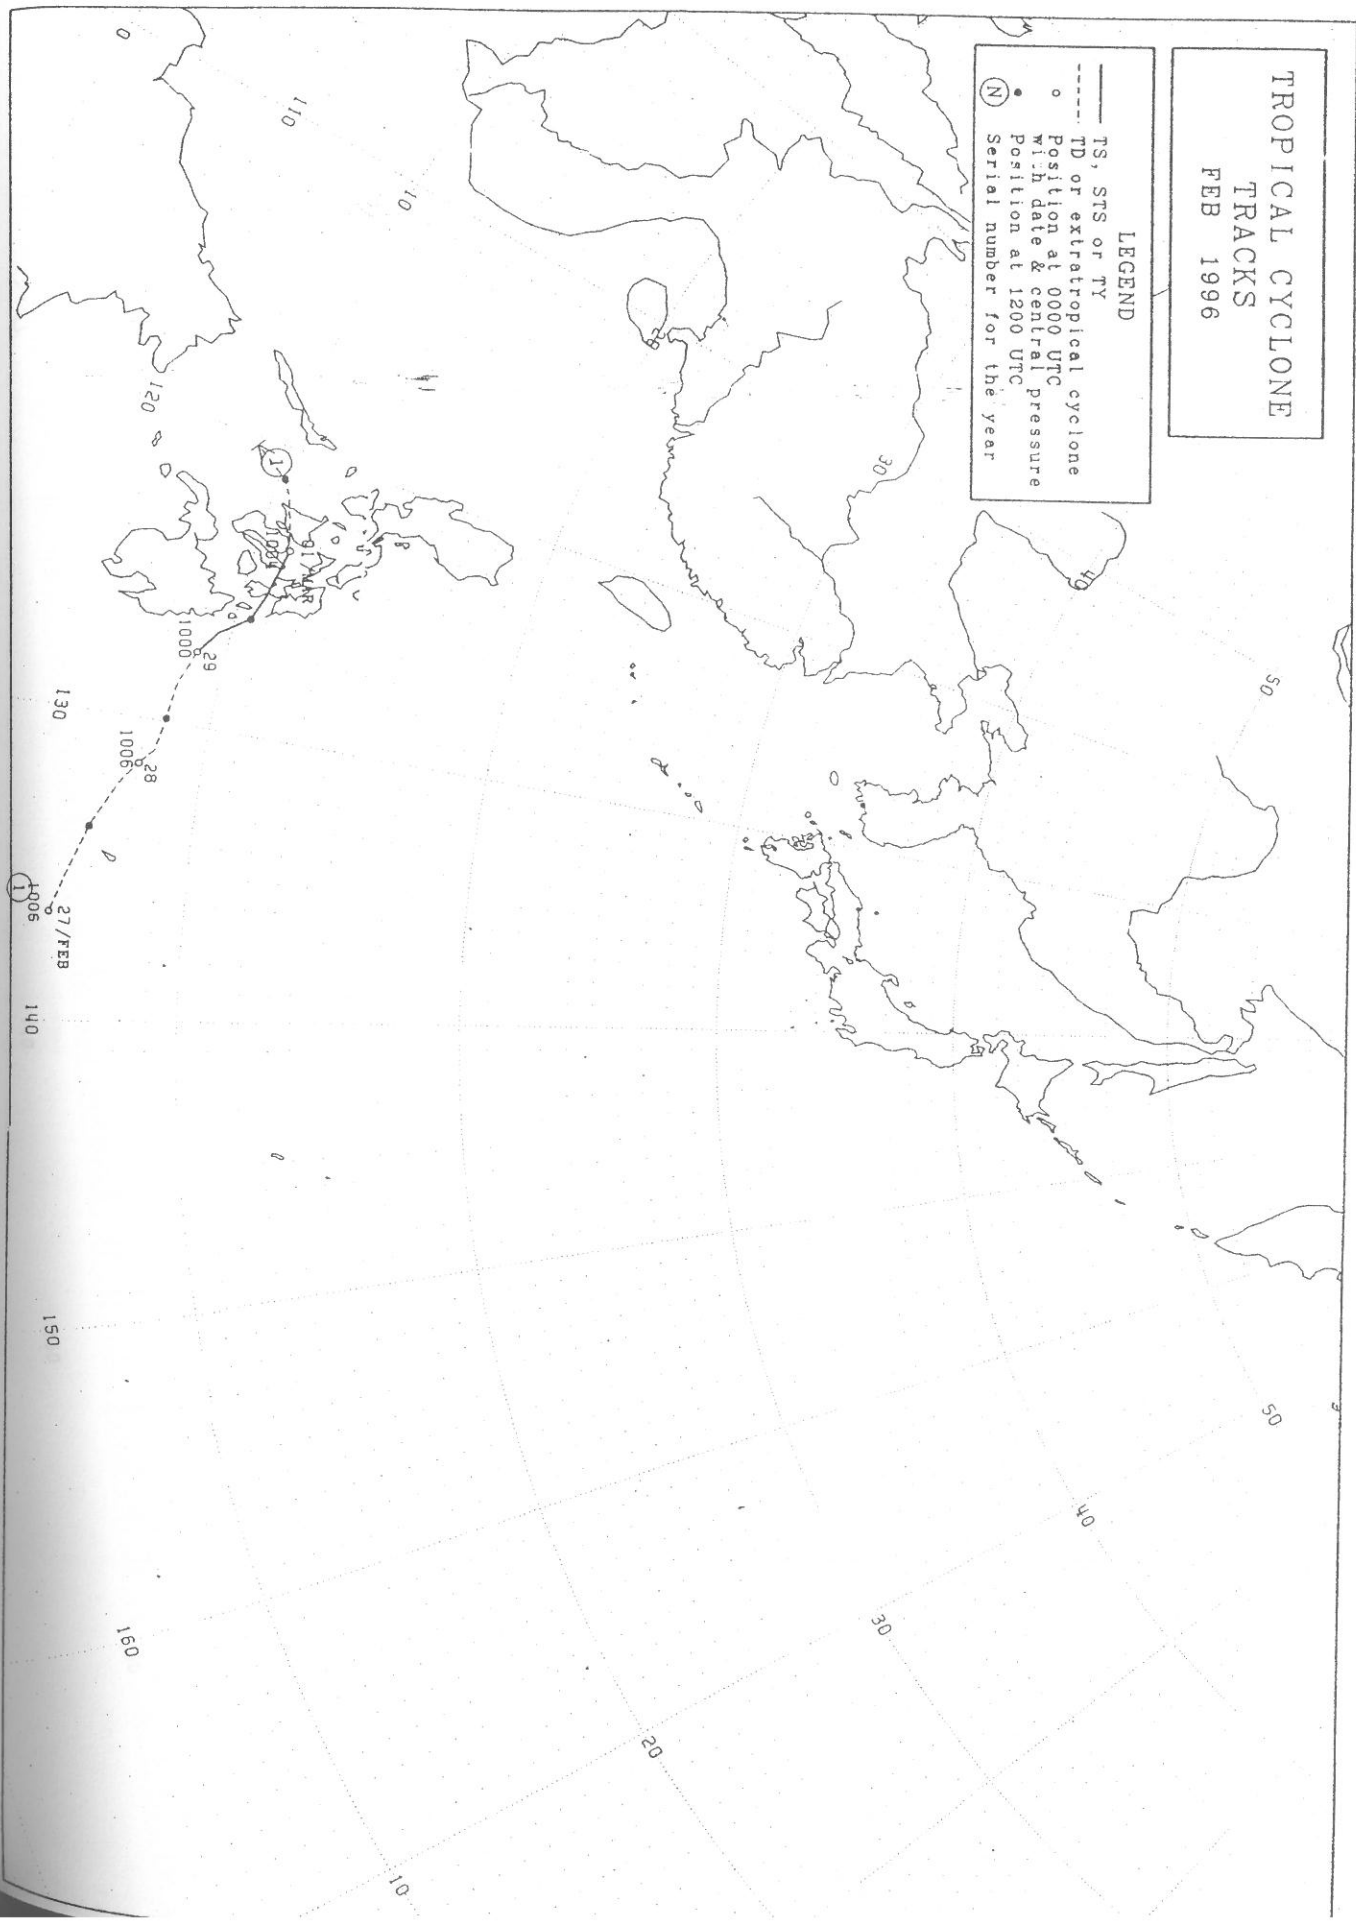 TROPICAL CYCLONE
TRACKS
FEB 1996
LEGEND
TS, STS or TY
TD or extratropical cyclone
Position at 0000 UTC
with date & central pressure
Position at 1200 UTC
N Serial number for the year
50
40
30
10
110
0
120
1
01/MAR
1004
29
1000
130
28
1006
27/FEB
1006
1
140
150
160
50
40
30
20
10